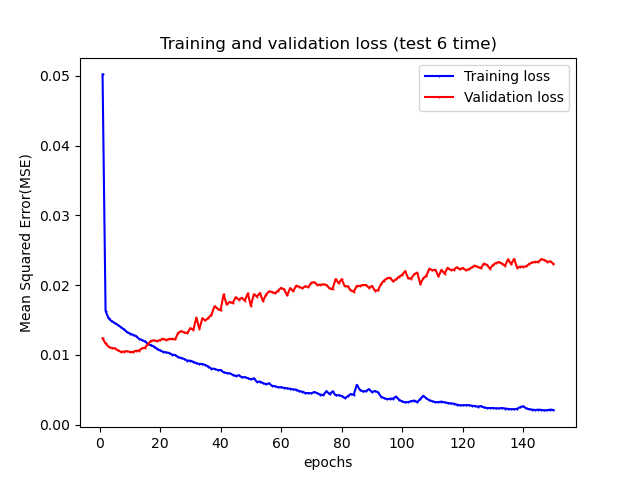 Training and validation loss (test 6 time)
Training loss
Validation loss
Mean Squared Error(MSE)
0.05
0.04
0.03
0.02
0.01
0.00
0 20 40 60 80 100 120 140
epochs